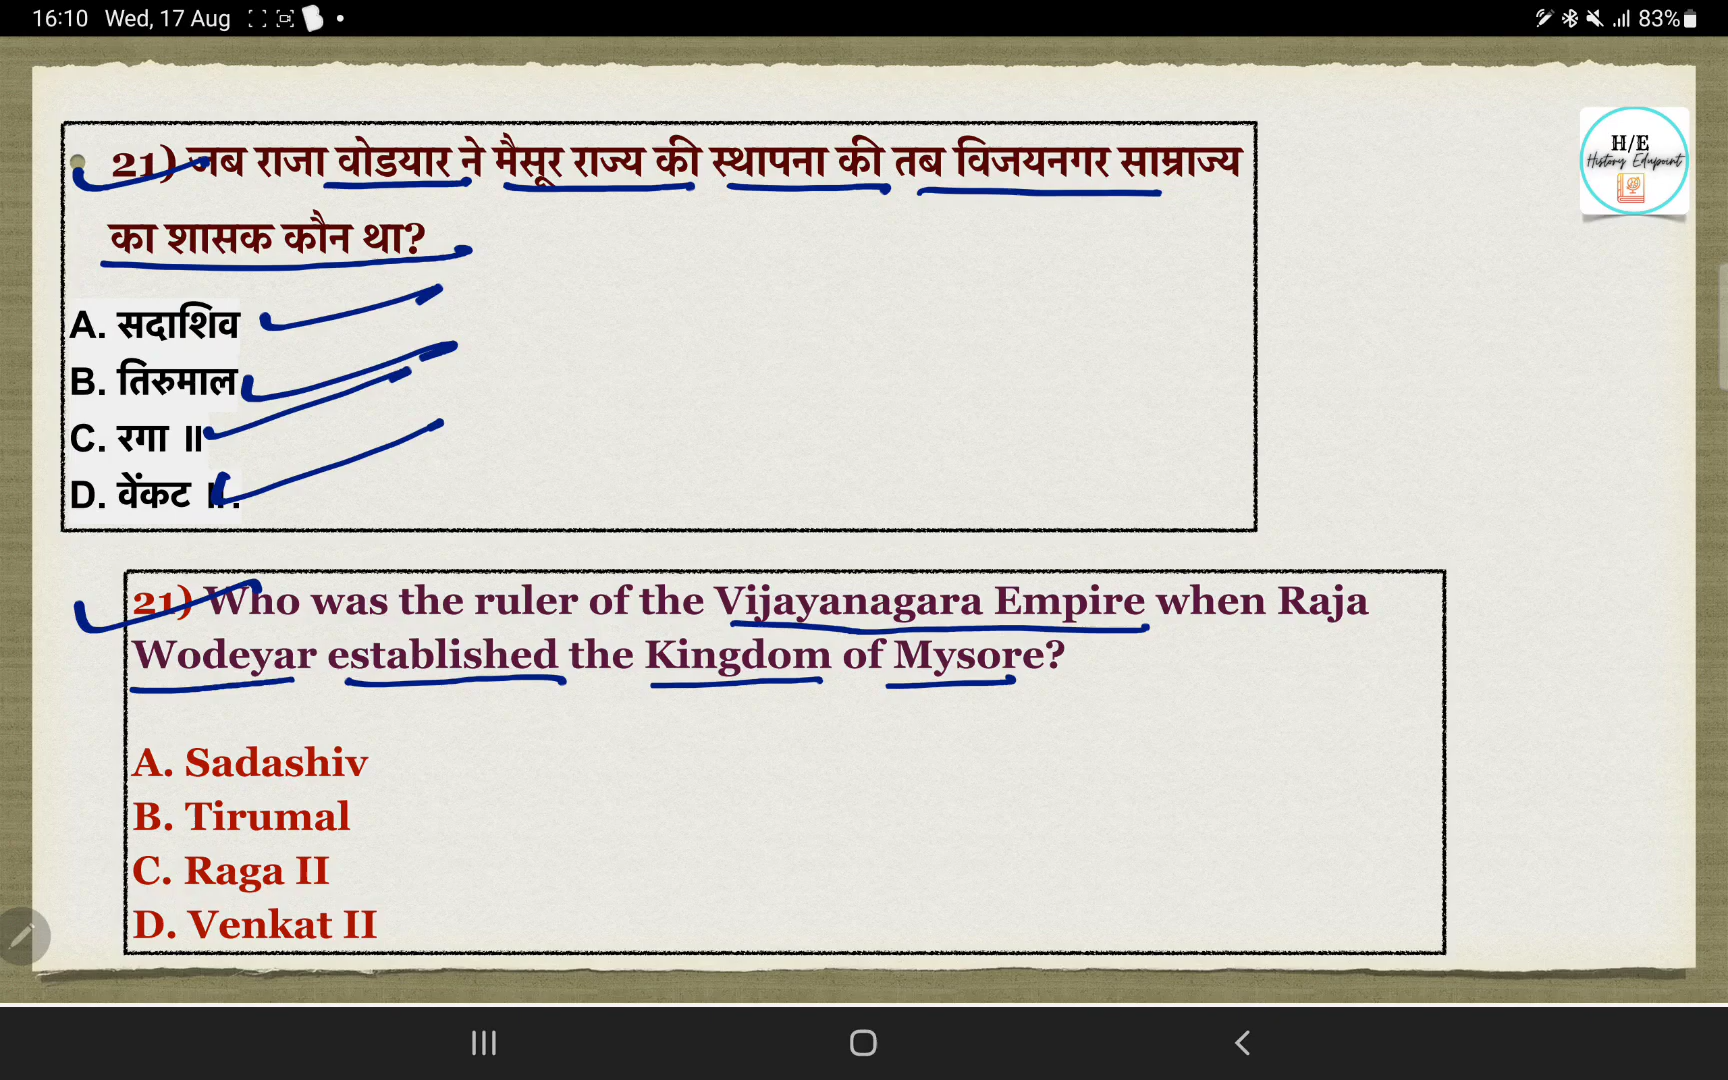 16:10 Wed, 17 Aug
83%
21) जब राजा वोडयार ने मैसूर राज्य की स्थापना की तब विजयनगर साम्राज्य
का शासक कौन था?
A. सदाशिव
B. तिरुमाल
C. रगा II
D. वेंकट II.
H/E
History Edupoint
21) Who was the ruler of the Vijayanagara Empire when Raja
Wodeyar established the Kingdom of Mysore?
A. Sadashiv
B. Tirumal
C. Raga II
D. Venkat II